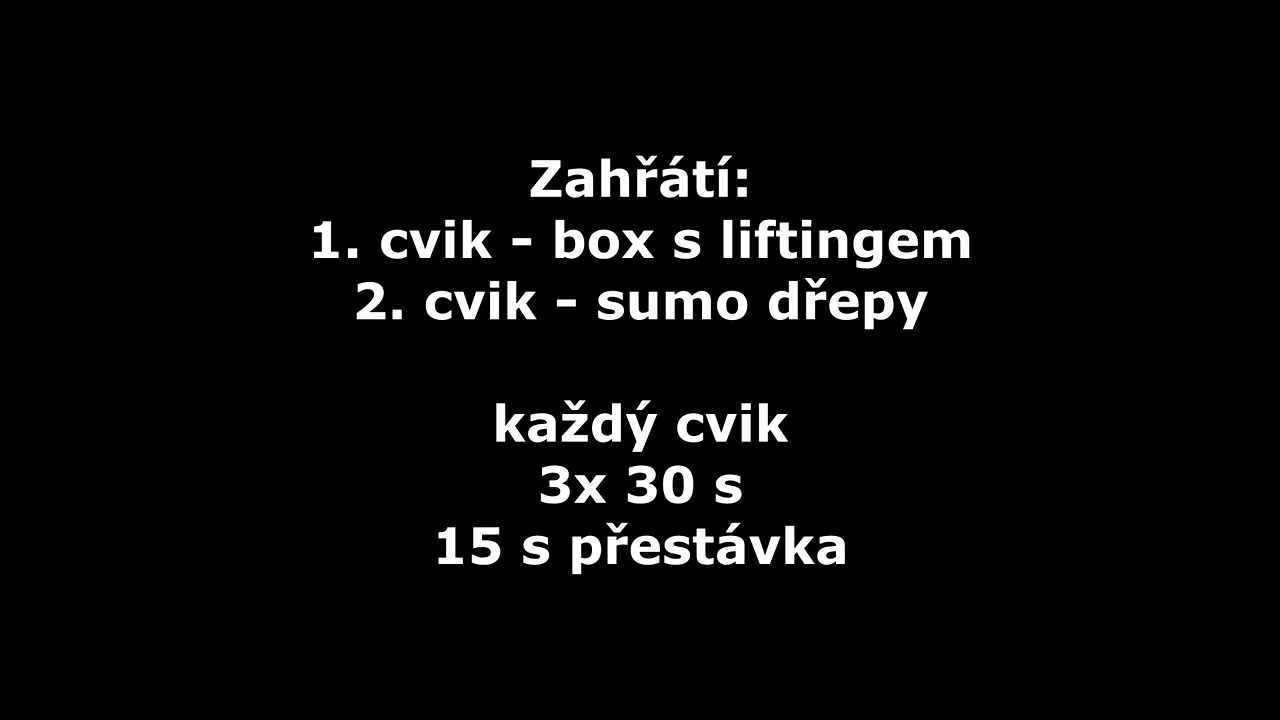 Zahřátí:
1. cvik - box s liftingem
2. cvik - sumo dřepy
každý cvik
3x 30 s
15 s přestávka